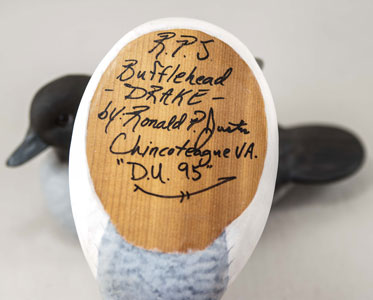 R.P.J
Bufflehead
- DRAKE -
by. Ronald P. Justis
Chincoteague VA.
"D.U. 95"